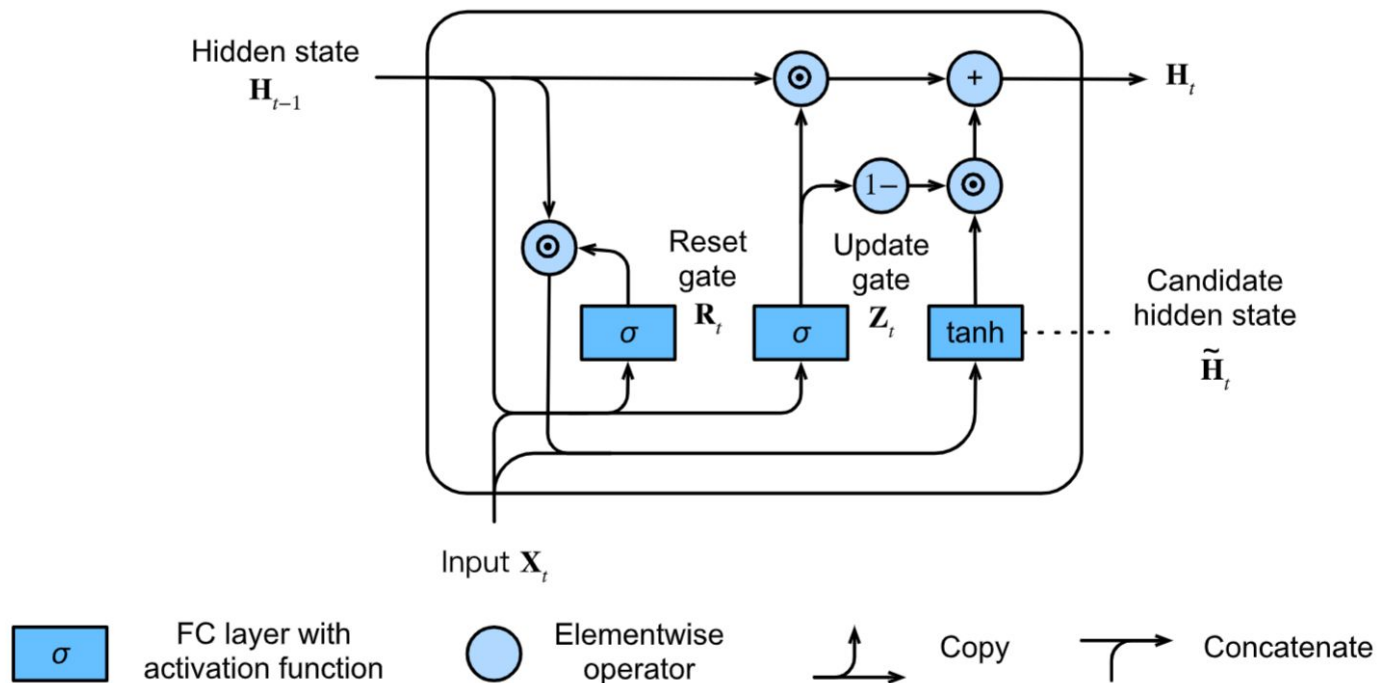 Hidden state
H_{t−1}
⊙
+
H_t
1−
⊙
⊙
Reset
gate
R_t
Update
gate
Z_t
Candidate
hidden state
H̃_t
σ
σ
tanh
Input X_t
σ
FC layer with
activation function
Elementwise
operator
Copy
Concatenate